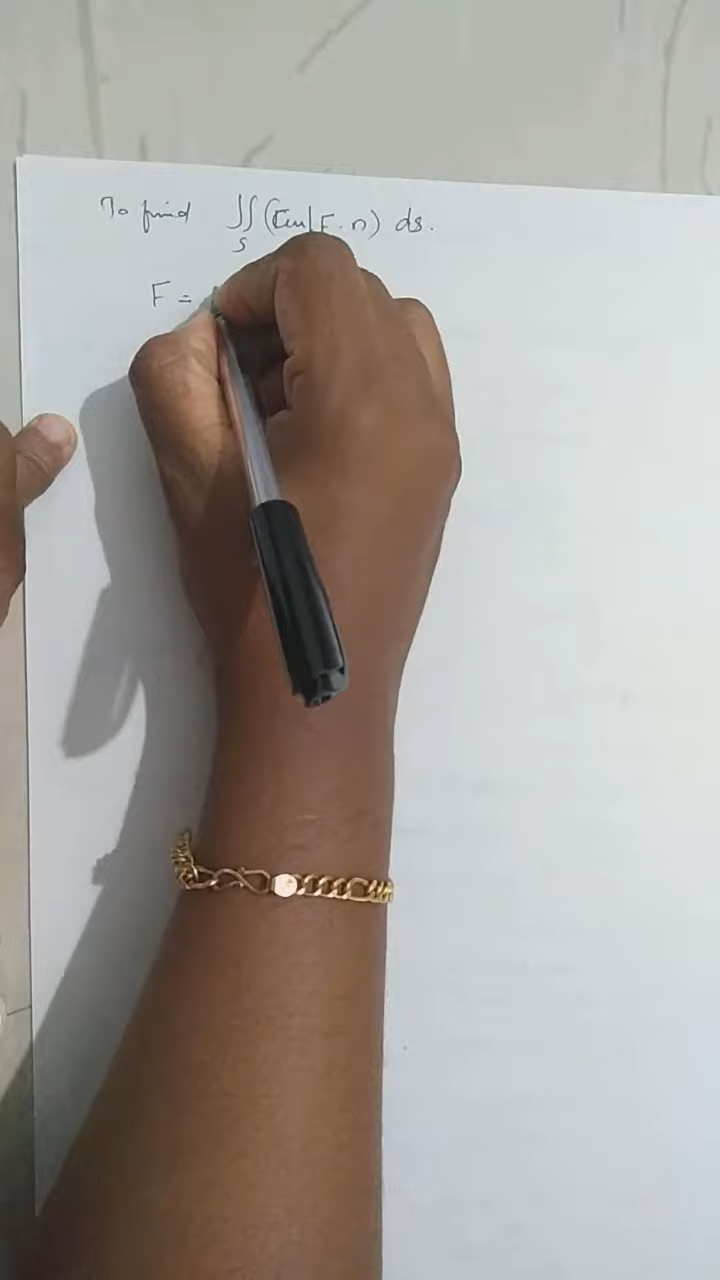 To find ∬ (Curl F · n) ds.
S
F =